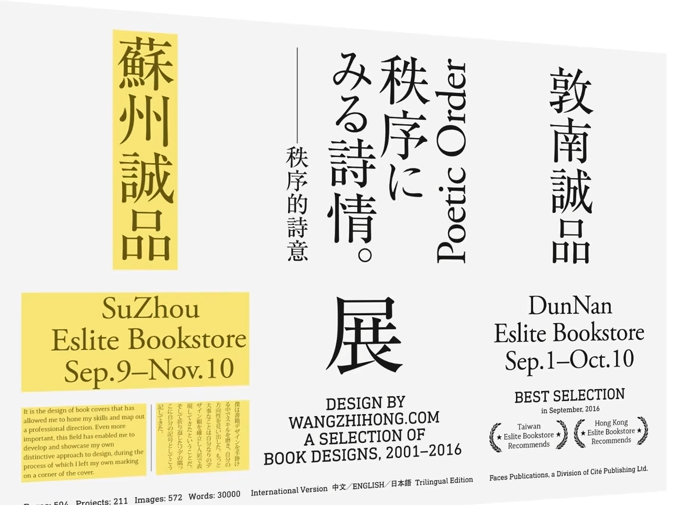 蘇州誠品
SuZhou
Eslite Bookstore
Sep.9–Nov.10
It is the design of book covers that has
allowed me to hone my skills and map out
a professional direction. Even more
important, this field has enabled me to
develop and showcase my own
distinctive approach to design, during the
process of which I left my own marking
on a corner of the cover.
Poetic Order
秩序に
みる詩情。
——秩序的詩意
展
DESIGN BY
WANGZHIHONG.COM
A SELECTION OF
BOOK DESIGNS, 2001–2016
敦南誠品
DunNan
Eslite Bookstore
Sep.1–Oct.10
BEST SELECTION
in September, 2016
Taiwan
★ Eslite Bookstore ★
Recommends
Hong Kong
★ Eslite Bookstore ★
Recommends
504 Projects: 211 Images: 572 Words: 30000
International Version 中文／ENGLISH／日本語 Trilingual Edition
Faces Publications, a Division of Cité Publishing Ltd.